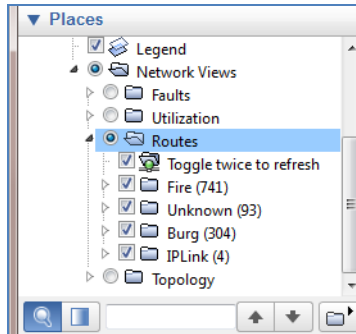 Places
Legend
Network Views
Faults
Utilization
Routes
Toggle twice to refresh
Fire (741)
Unknown (93)
Burg (304)
IPLink (4)
Topology